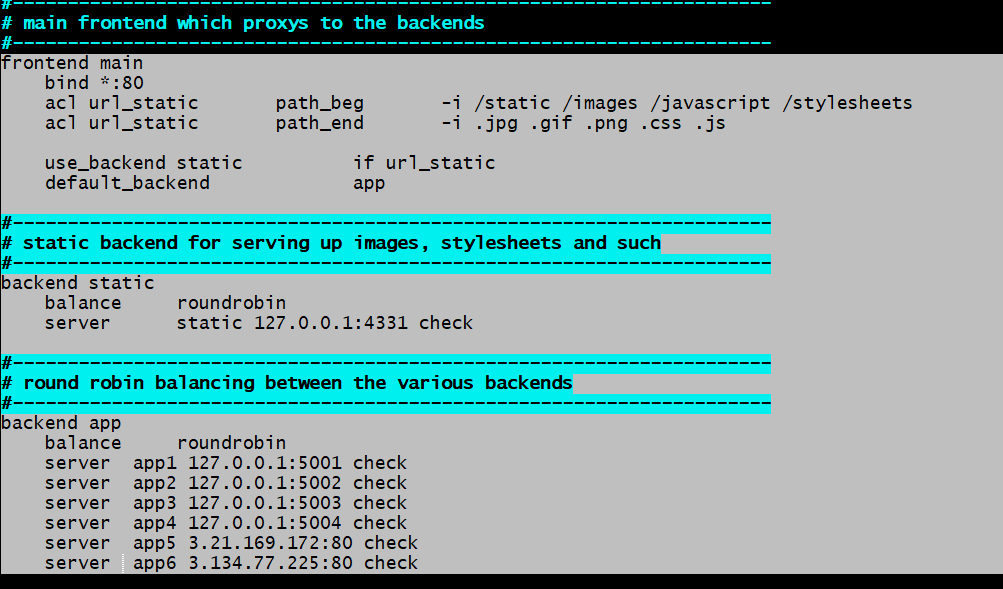 #---------------------------------------------------------------------
# main frontend which proxys to the backends
#---------------------------------------------------------------------
frontend main
    bind *:80
    acl url_static       path_beg       -i /static /images /javascript /stylesheets
    acl url_static       path_end       -i .jpg .gif .png .css .js
    use_backend static          if url_static
    default_backend             app
#---------------------------------------------------------------------
# static backend for serving up images, stylesheets and such
#---------------------------------------------------------------------
backend static
    balance     roundrobin
    server      static 127.0.0.1:4331 check
#---------------------------------------------------------------------
# round robin balancing between the various backends
#---------------------------------------------------------------------
backend app
    balance     roundrobin
    server  app1 127.0.0.1:5001 check
    server  app2 127.0.0.1:5002 check
    server  app3 127.0.0.1:5003 check
    server  app4 127.0.0.1:5004 check
    server  app5 3.21.169.172:80 check
    server  app6 3.134.77.225:80 check